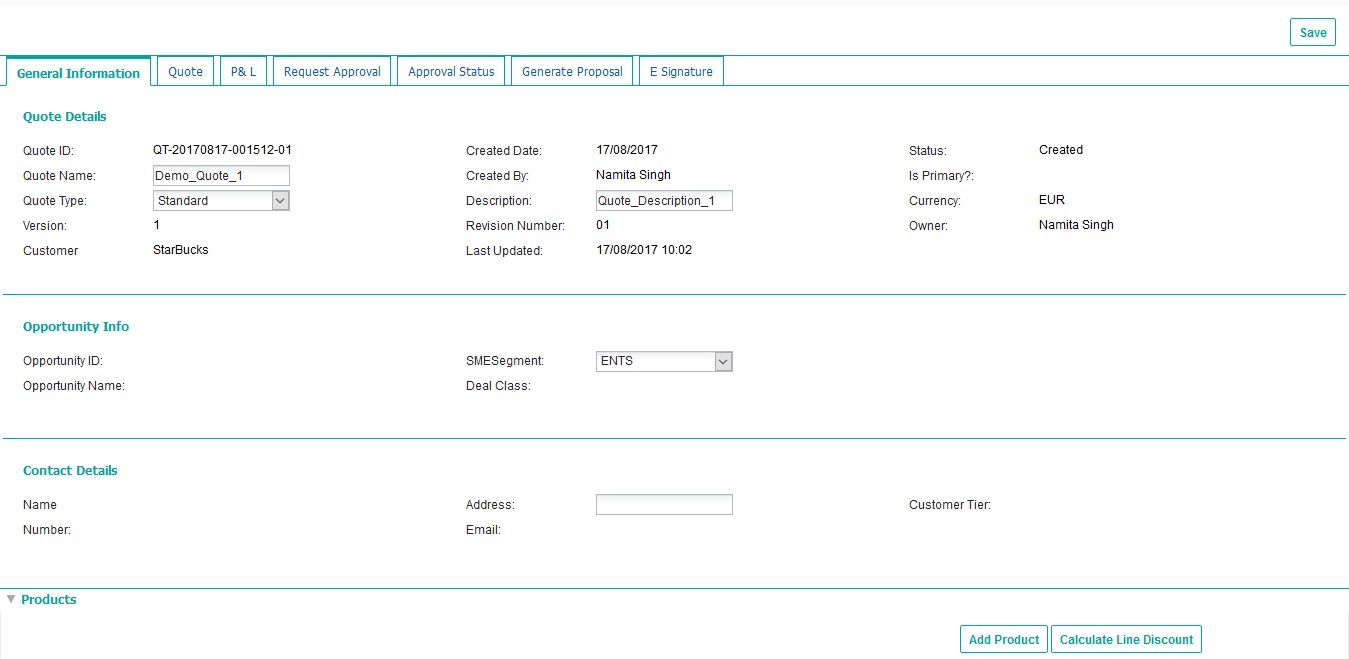 Save
General Information Quote P& L Request Approval Approval Status Generate Proposal E Signature
Quote Details
Quote ID: QT-20170817-001512-01 Created Date: 17/08/2017 Status: Created
Quote Name: Demo_Quote_1 Created By: Namita Singh Is Primary?:
Quote Type: Standard Description: Quote_Description_1 Currency: EUR
Version: 1 Revision Number: 01 Owner: Namita Singh
Customer StarBucks Last Updated: 17/08/2017 10:02
Opportunity Info
Opportunity ID: SMESegment: ENTS
Opportunity Name: Deal Class:
Contact Details
Name Address: Customer Tier:
Number: Email:
Products
Add Product Calculate Line Discount